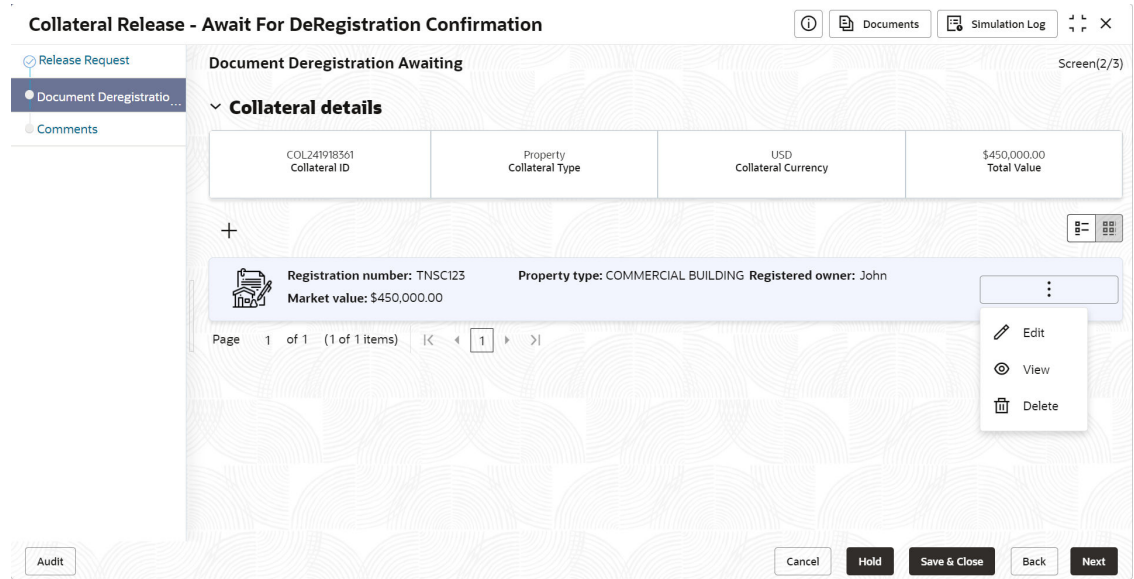 Collateral Release - Await For DeRegistration Confirmation
Documents
Simulation Log
Release Request
Document Deregistratio...
Comments
Document Deregistration Awaiting
Screen(2/3)
Collateral details
COL241918361
Collateral ID
Property
Collateral Type
USD
Collateral Currency
$450,000.00
Total Value
Registration number: TNSC123 Property type: COMMERCIAL BUILDING Registered owner: John
Market value: $450,000.00
Edit
View
Delete
Page 1 of 1 (1 of 1 items) 1
Audit
Cancel
Hold
Save & Close
Back
Next